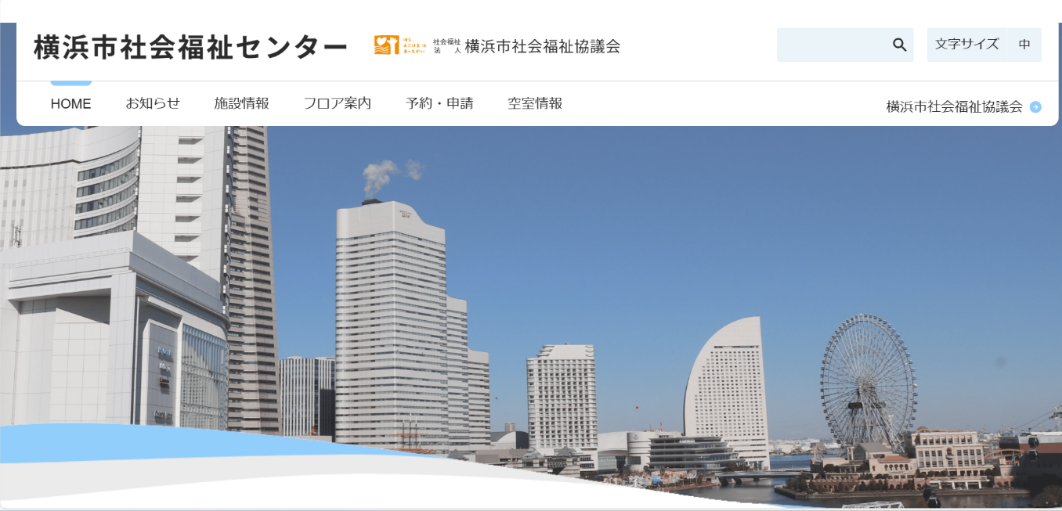 横浜市社会福祉センター
社会福祉
法人
横浜市社会福祉協議会
文字サイズ 中
HOME お知らせ 施設情報 フロア案内 予約・申請 空室情報
横浜市社会福祉協議会